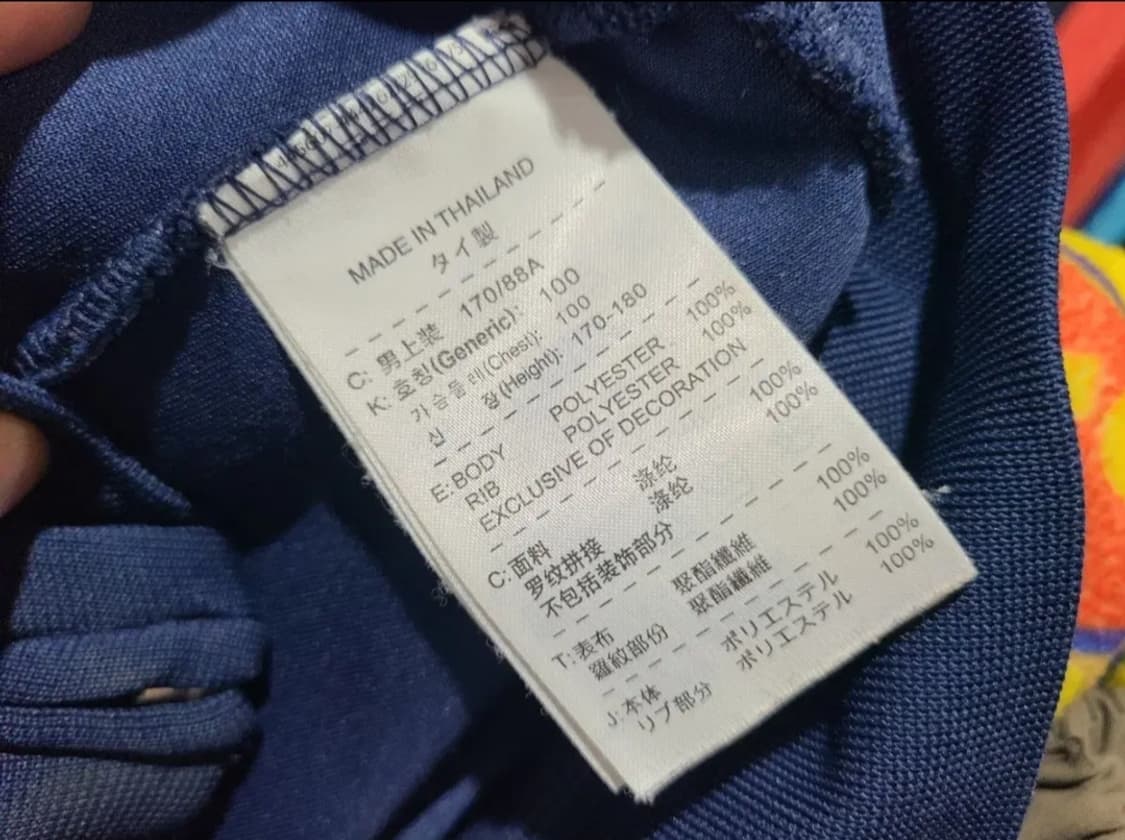 MADE IN THAILAND
タイ製
C: 男上装 170/88A
K: 호칭(Generic): 100
가슴둘레(Chest): 100
신 장(Height): 170-180
E: BODY POLYESTER 100%
RIB POLYESTER 100%
EXCLUSIVE OF DECORATION
C: 面料 涤纶 100%
罗纹拼接 涤纶 100%
不包括装饰部分
T: 表布 聚酯纖維 100%
羅紋部份 聚酯纖維 100%
J: 本体 ポリエステル 100%
リブ部分 ポリエステル 100%